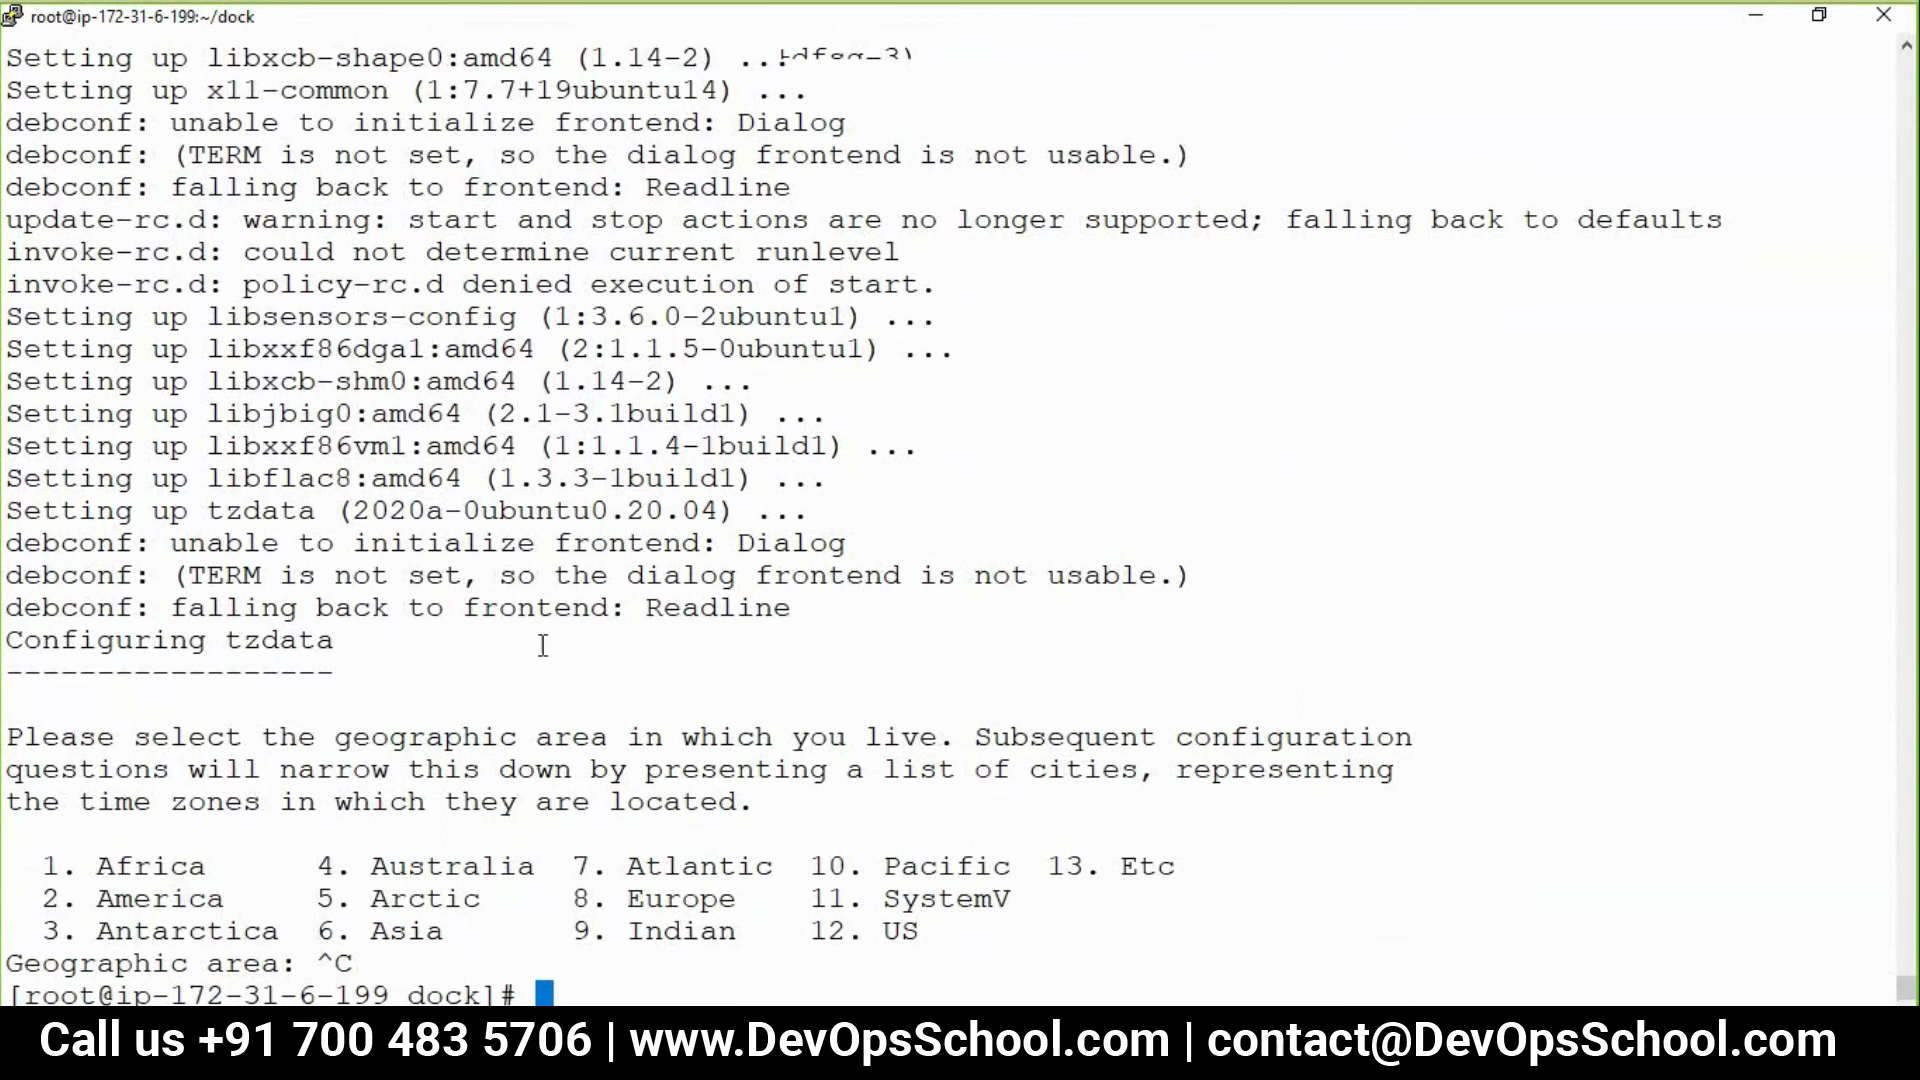 root@ip-172-31-6-199:~/dock
Setting up libxcb-shape0:amd64 (1.14-2) ...
Setting up x11-common (1:7.7+19ubuntu14) ...
debconf: unable to initialize frontend: Dialog
debconf: (TERM is not set, so the dialog frontend is not usable.)
debconf: falling back to frontend: Readline
update-rc.d: warning: start and stop actions are no longer supported; falling back to defaults
invoke-rc.d: could not determine current runlevel
invoke-rc.d: policy-rc.d denied execution of start.
Setting up libsensors-config (1:3.6.0-2ubuntu1) ...
Setting up libxxf86dga1:amd64 (2:1.1.5-0ubuntu1) ...
Setting up libxcb-shm0:amd64 (1.14-2) ...
Setting up libjbig0:amd64 (2.1-3.1build1) ...
Setting up libxxf86vm1:amd64 (1:1.1.4-1build1) ...
Setting up libflac8:amd64 (1.3.3-1build1) ...
Setting up tzdata (2020a-0ubuntu0.20.04) ...
debconf: unable to initialize frontend: Dialog
debconf: (TERM is not set, so the dialog frontend is not usable.)
debconf: falling back to frontend: Readline
Configuring tzdata
------------------
Please select the geographic area in which you live. Subsequent configuration
questions will narrow this down by presenting a list of cities, representing
the time zones in which they are located.
1. Africa 4. Australia 7. Atlantic 10. Pacific 13. Etc
2. America 5. Arctic 8. Europe 11. SystemV
3. Antarctica 6. Asia 9. Indian 12. US
Geographic area: ^C
[root@ip-172-31-6-199 dock]#
Call us +91 700 483 5706 | www.DevOpsSchool.com | contact@DevOpsSchool.com